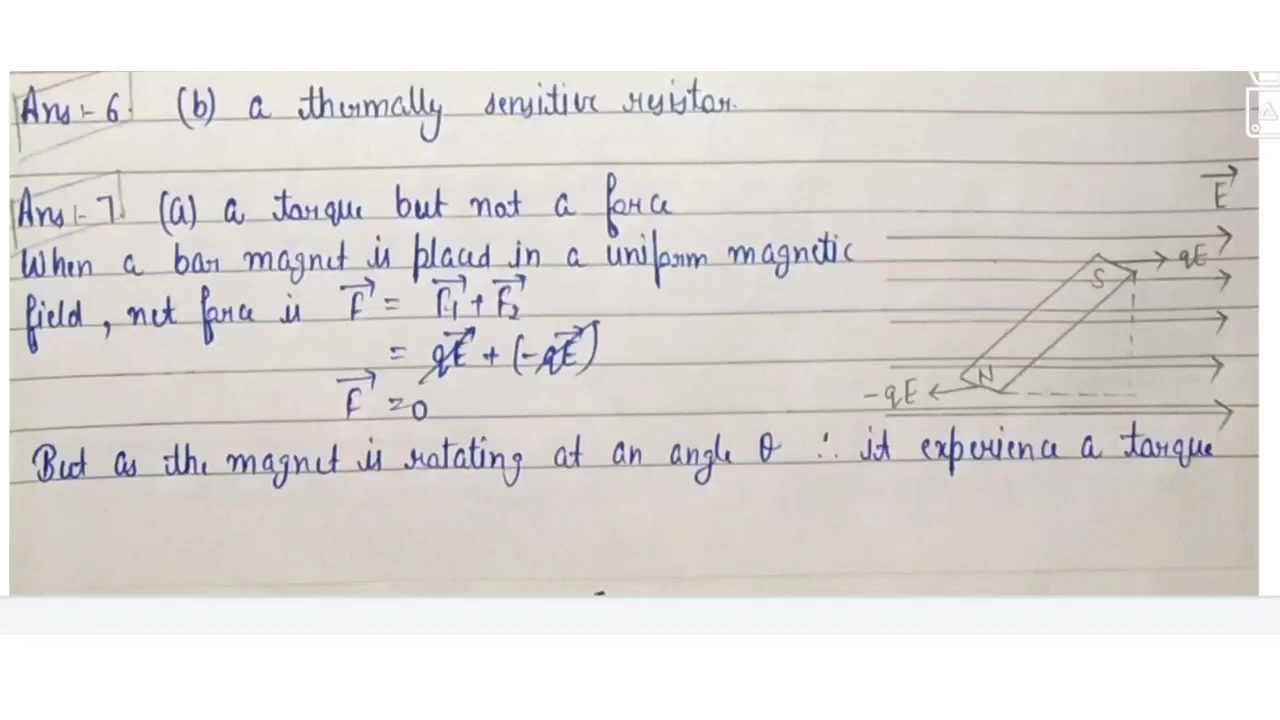 Ans:- 6. (b) a thermally sensitive resistor.
Ans:- 7. (a) a torque but not a force
When a bar magnet is placed in a uniform magnetic
field, net force is F⃗ = F⃗₁ + F⃗₂
= qE⃗ + (-qE⃗)
F⃗ = 0
But as the magnet is rotating at an angle θ ∴ it experience a torque
E⃗
qE
S
N
-qE